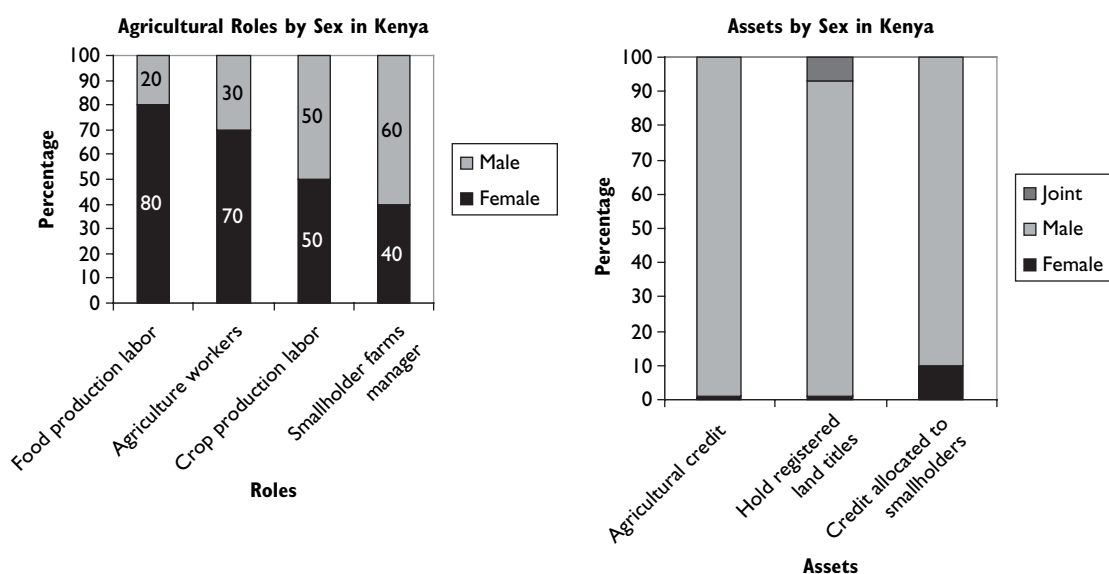 Agricultural Roles by Sex in Kenya
Percentage
100
90
80
70
60
50
40
30
20
10
0
20
80
30
70
50
50
60
40
Food production labor
Agriculture workers
Crop production labor
Smallholder farms
manager
Roles
Male
Female
Assets by Sex in Kenya
Percentage
100
90
80
70
60
50
40
30
20
10
0
Agricultural credit
Hold registered
land titles
Credit allocated to
smallholders
Assets
Joint
Male
Female